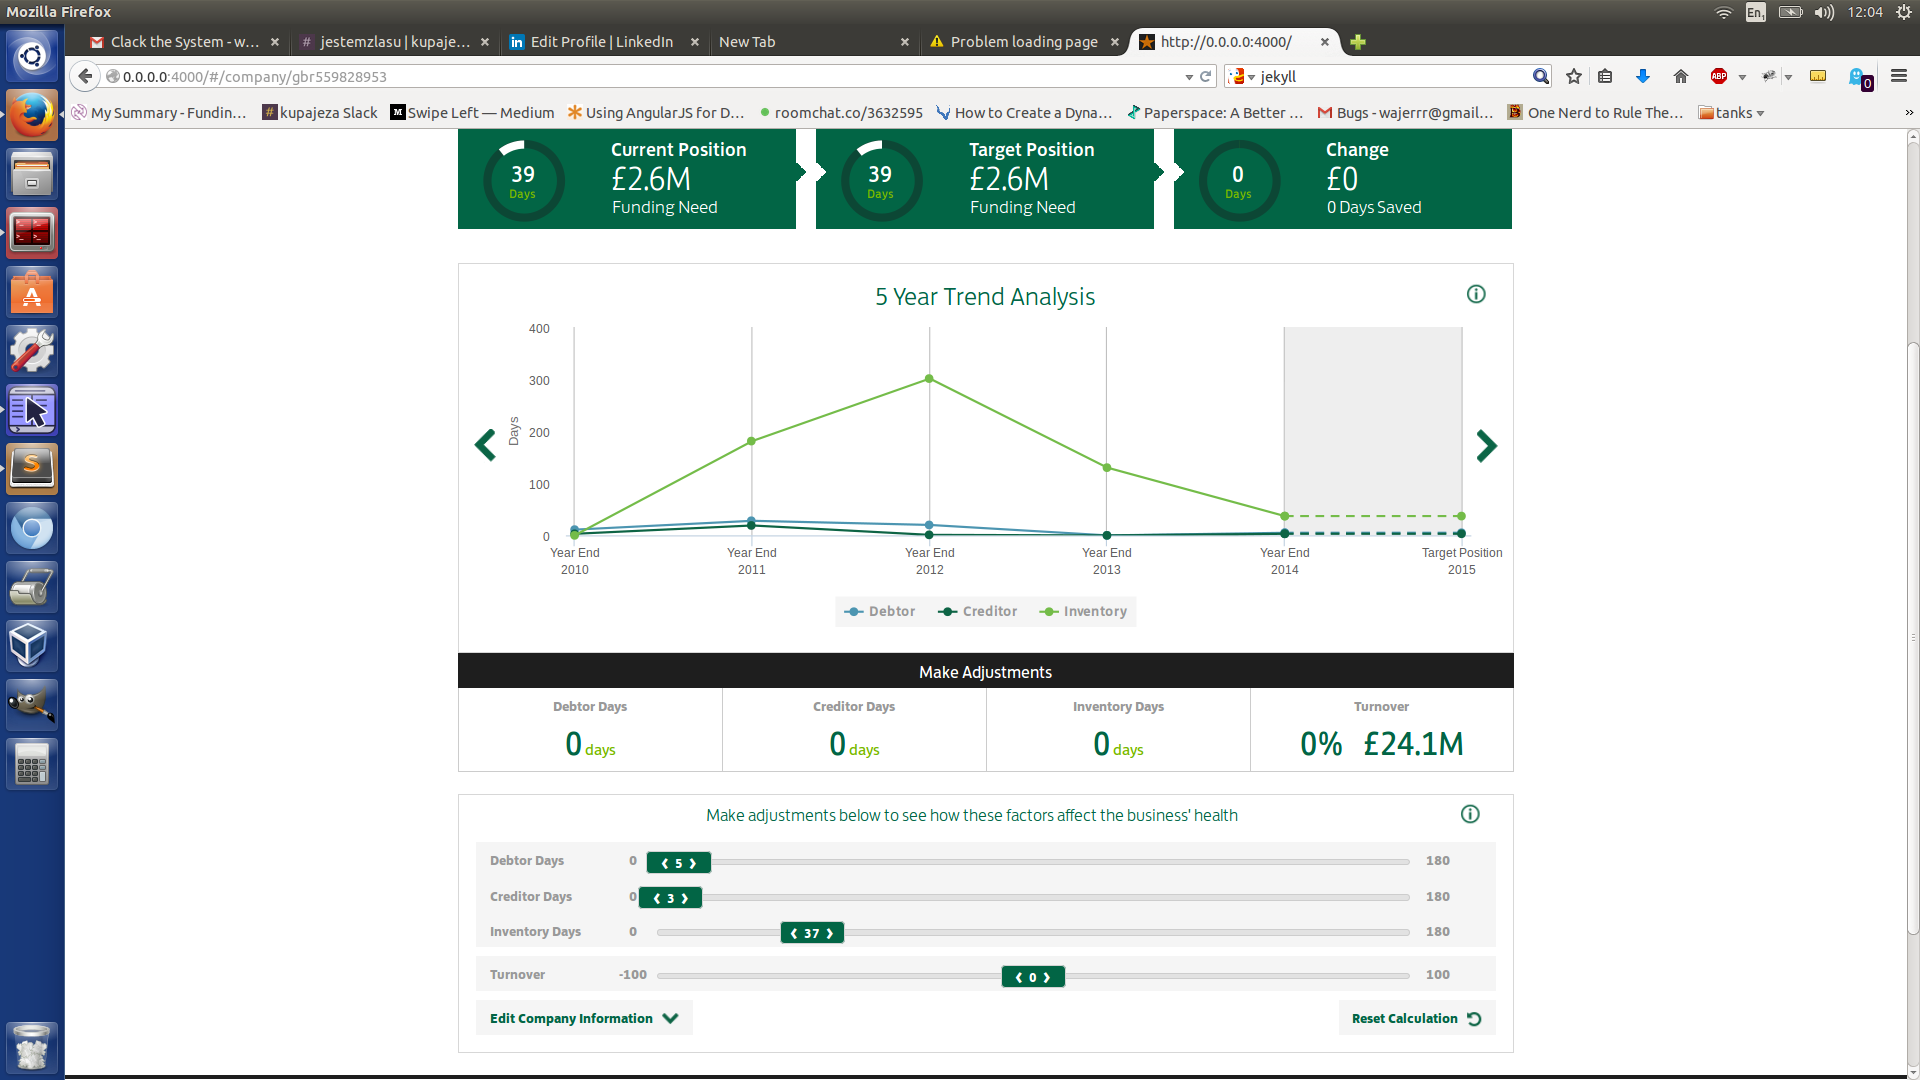 Mozilla Firefox
En1
12:04
Clack the System - w...
jestemzlasu | kupaje...
Edit Profile | LinkedIn
New Tab
Problem loading page
http://0.0.0.0:4000/
0.0.0.0:4000/#/company/gbr559828953
jekyll
ABP
0
My Summary - Fundin...
kupajeza Slack
Swipe Left — Medium
Using AngularJS for D...
roomchat.co/3632595
How to Create a Dyna...
Paperspace: A Better ...
Bugs - wajerrr@gmail...
One Nerd to Rule The...
tanks
39
Days
Current Position
£2.6M
Funding Need
39
Days
Target Position
£2.6M
Funding Need
0
Days
Change
£0
0 Days Saved
5 Year Trend Analysis
Days
400
300
200
100
0
Year End
2010
Year End
2011
Year End
2012
Year End
2013
Year End
2014
Target Position
2015
Debtor
Creditor
Inventory
Make Adjustments
Debtor Days
0 days
Creditor Days
0 days
Inventory Days
0 days
Turnover
0% £24.1M
Make adjustments below to see how these factors affect the business' health
Debtor Days 0 5 180
Creditor Days 0 3 180
Inventory Days 0 37 180
Turnover -100 0 100
Edit Company Information
Reset Calculation